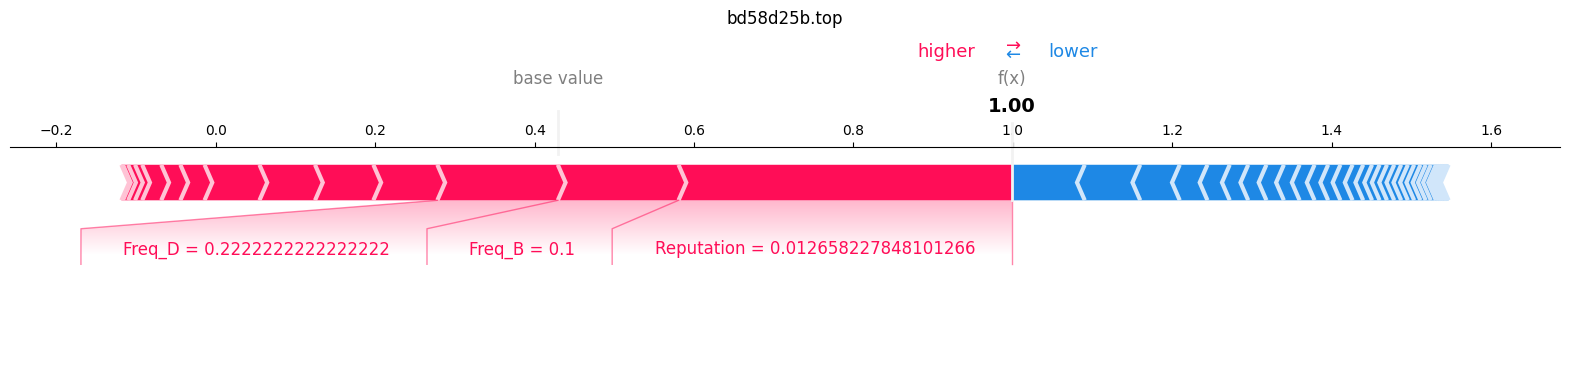 bd58d25b.top
higher ⇄ lower
base value f(x)
1.00
−0.2 0.0 0.2 0.4 0.6 0.8 1.0 1.2 1.4 1.6
Freq_D = 0.2222222222222222 Freq_B = 0.1 Reputation = 0.012658227848101266